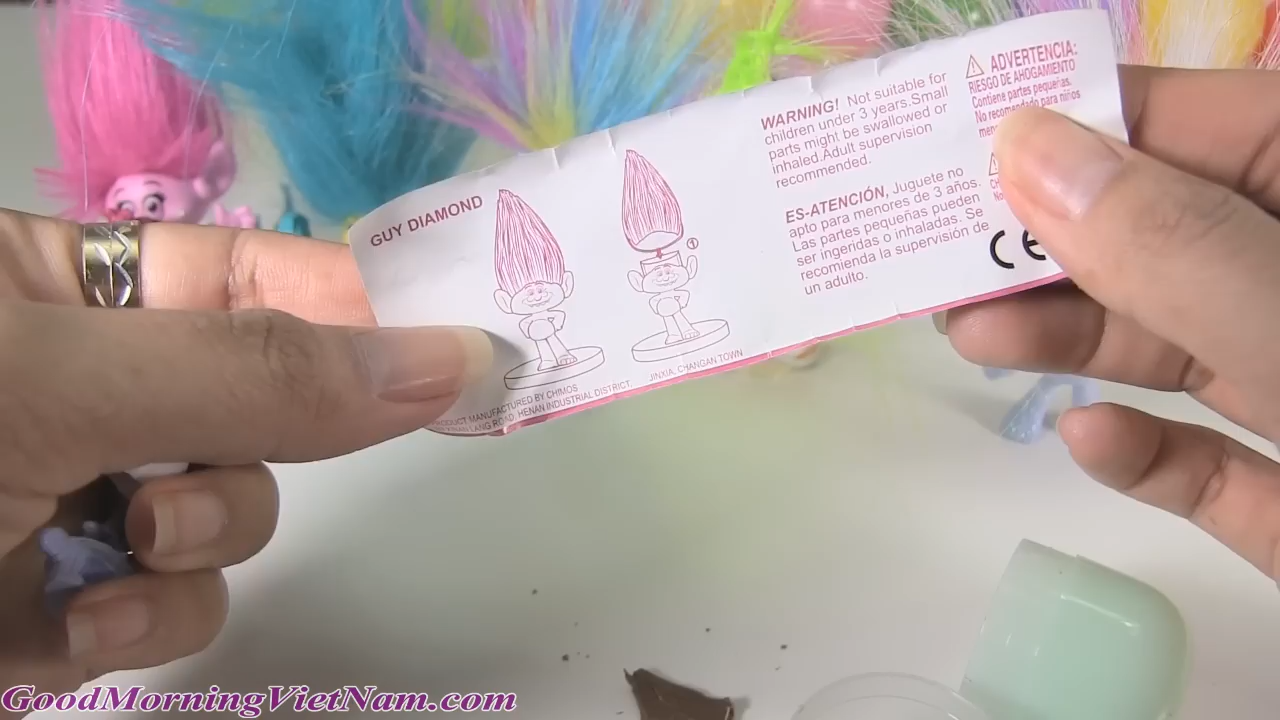 GUY DIAMOND
①
PRODUCT MANUFACTURED BY CHIMOS
LANG ROAD, HENAN INDUSTRIAL DISTRICT, JINXIA, CHANGAN TOWN
WARNING! Not suitable for
children under 3 years.Small
parts might be swallowed or
inhaled.Adult supervision
recommended.
ES-ATENCIÓN, Juguete no
apto para menores de 3 años.
Las partes pequeñas pueden
ser ingeridas o inhaladas. Se
recomienda la supervisión de
un adulto.
ADVERTENCIA:
RIESGO DE AHOGAMIENTO
Contiene partes pequeñas.
No recomendado para niños
CE
GoodMorningVietNam.com